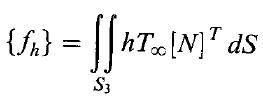 {f_h} = ∬_{S_3} hT_∞[N]^T dS